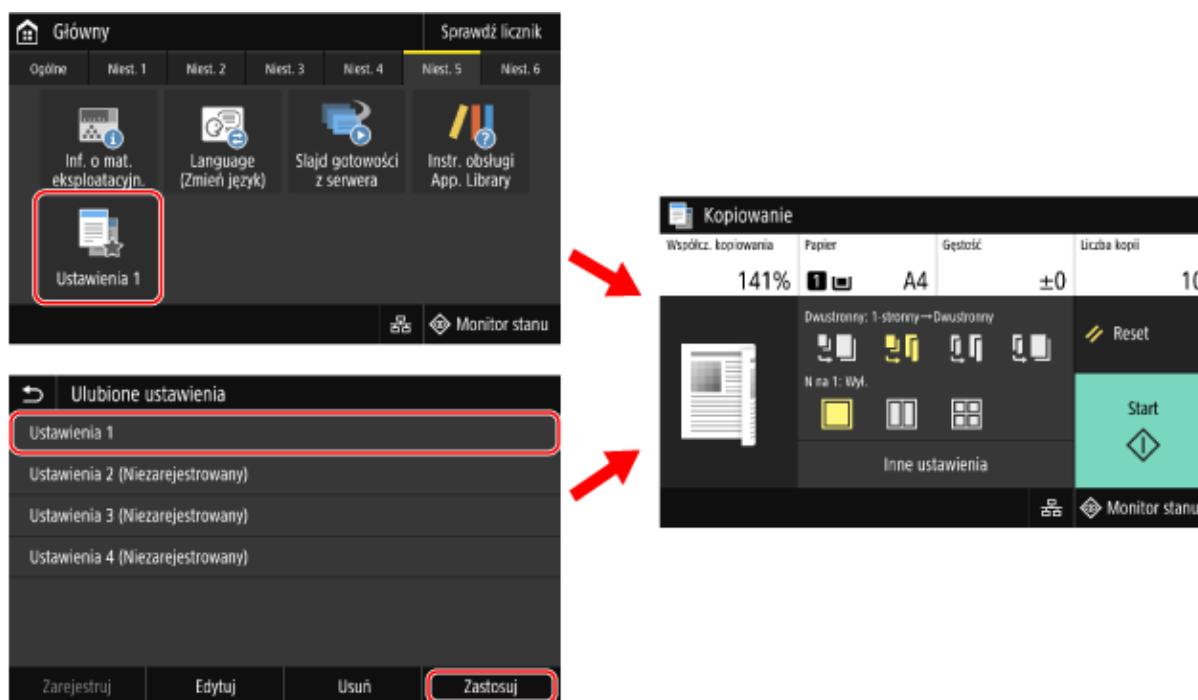 Główny
Sprawdź licznik
Ogólne Niest. 1 Niest. 2 Niest. 3 Niest. 4 Niest. 5 Niest. 6
Inf. o mat.
eksploatacyjn.
Language
(Zmień język)
Slajd gotowości
z serwera
Instr. obsługi
App. Library
Ustawienia 1
Monitor stanu
Ulubione ustawienia
Ustawienia 1
Ustawienia 2 (Niezarejestrowany)
Ustawienia 3 (Niezarejestrowany)
Ustawienia 4 (Niezarejestrowany)
Zarejestruj Edytuj Usuń Zastosuj
Kopiowanie
Współcz. kopiowania Papier Gęstość Liczba kopii
141% 1 A4 ±0 10
Dwustronny: 1-stronny→Dwustronny
Reset
N na 1: Wył.
Start
Inne ustawienia
Monitor stanu